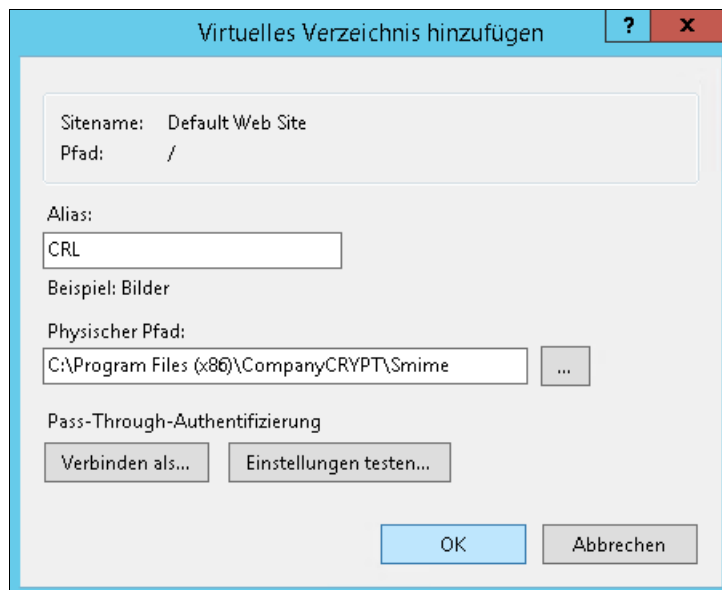 Virtuelles Verzeichnis hinzufügen
? x
Sitename: Default Web Site
Pfad: /
Alias:
CRL
Beispiel: Bilder
Physischer Pfad:
C:\Program Files (x86)\CompanyCRYPT\Smime
...
Pass-Through-Authentifizierung
Verbinden als... Einstellungen testen...
OK Abbrechen